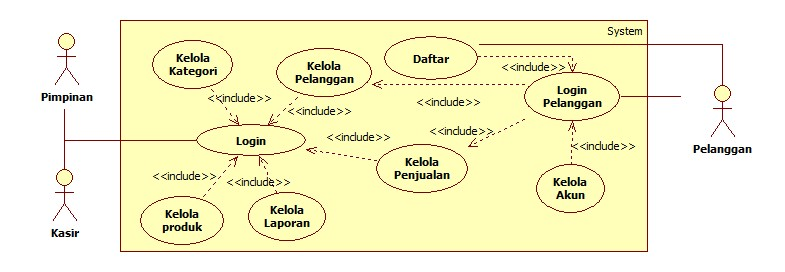 System
Pimpinan
Kasir
Kelola
Kategori
Kelola
Pelanggan
Daftar
Login
Pelanggan
Pelanggan
Login
Kelola
Penjualan
Kelola
Akun
Kelola
produk
Kelola
Laporan
<<include>>
<<include>>
<<include>>
<<include>>
<<include>>
<<include>>
<<include>>
<<include>>
<<include>>